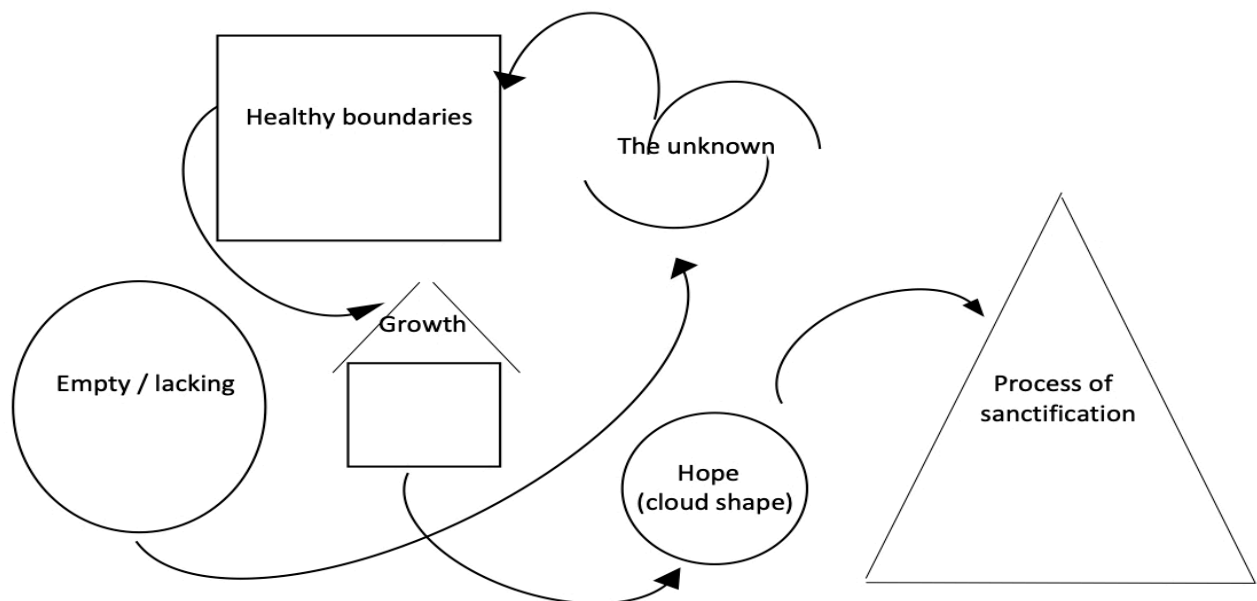 Healthy boundaries
The unknown
Growth
Empty / lacking
Process of
sanctification
Hope
(cloud shape)